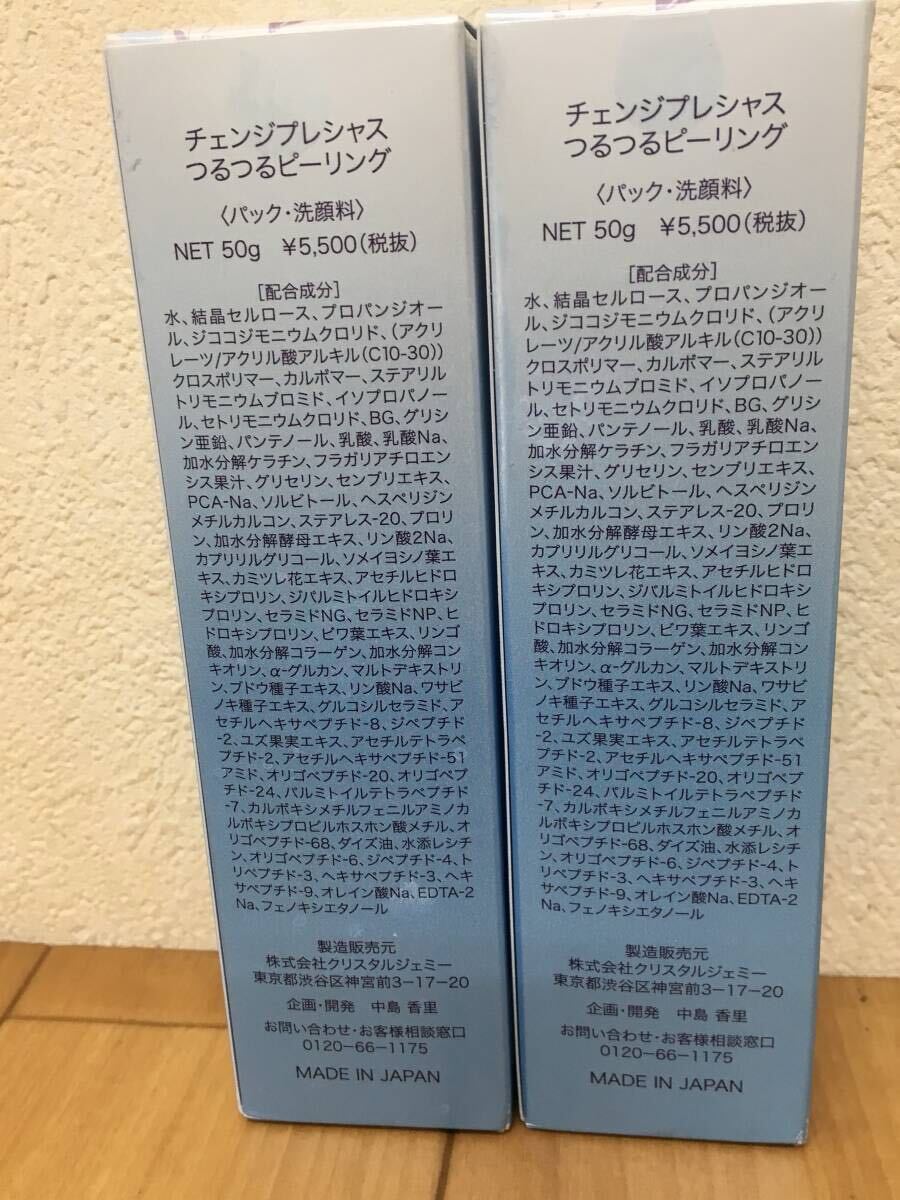 チェンジプレシャス
つるつるピーリング
〈パック・洗顔料〉
NET 50g ¥5,500(税抜)
[配合成分]
水、結晶セルロース、プロパンジオー
ル、ジココジモニウムクロリド、(アクリ
レーツ/アクリル酸アルキル(C10-30))
クロスポリマー、カルボマー、ステアリル
トリモニウムブロミド、イソプロパノー
ル、セトリモニウムクロリド、BG、グリシ
ン亜鉛、パンテノール、乳酸、乳酸Na、
加水分解ケラチン、フラガリアチロエン
シス果汁、グリセリン、センブリエキス、
PCA-Na、ソルビトール、ヘスペリジン
メチルカルコン、ステアレス-20、プロリ
ン、加水分解酵母エキス、リン酸2Na、
カプリリルグリコール、ソメイヨシノ葉エ
キス、カミツレ花エキス、アセチルヒドロ
キシプロリン、ジパルミトイルヒドロキシ
プロリン、セラミドNG、セラミドNP、ヒ
ドロキシプロリン、ビワ葉エキス、リンゴ
酸、加水分解コラーゲン、加水分解コン
キオリン、α-グルカン、マルトデキストリ
ン、ブドウ種子エキス、リン酸Na、ワサビ
ノキ種子エキス、グルコシルセラミド、ア
セチルヘキサペプチド-8、ジペプチド
-2、ユズ果実エキス、アセチルテトラペ
プチド-2、アセチルヘキサペプチド-51
アミド、オリゴペプチド-20、オリゴペプ
チド-24、パルミトイルテトラペプチド
-7、カルボキシメチルフェニルアミノカ
ルボキシプロピルホスホン酸メチル、オ
リゴペプチド-68、ダイズ油、水添レシチ
ン、オリゴペプチド-6、ジペプチド-4、ト
リペプチド-3、ヘキサペプチド-3、ヘキ
サペプチド-9、オレイン酸Na、EDTA-2
Na、フェノキシエタノール
製造販売元
株式会社クリスタルジェミー
東京都渋谷区神宮前3-17-20
企画・開発 中島 香里
お問い合わせ・お客様相談窓口
0120-66-1175
MADE IN JAPAN
チェンジプレシャス
つるつるピーリング
〈パック・洗顔料〉
NET 50g ¥5,500(税抜)
[配合成分]
水、結晶セルロース、プロパンジオー
ル、ジココジモニウムクロリド、(アクリ
レーツ/アクリル酸アルキル(C10-30))
クロスポリマー、カルボマー、ステアリル
トリモニウムブロミド、イソプロパノー
ル、セトリモニウムクロリド、BG、グリシ
ン亜鉛、パンテノール、乳酸、乳酸Na、
加水分解ケラチン、フラガリアチロエン
シス果汁、グリセリン、センブリエキス、
PCA-Na、ソルビトール、ヘスペリジン
メチルカルコン、ステアレス-20、プロリ
ン、加水分解酵母エキス、リン酸2Na、
カプリリルグリコール、ソメイヨシノ葉エ
キス、カミツレ花エキス、アセチルヒドロ
キシプロリン、ジパルミトイルヒドロキシ
プロリン、セラミドNG、セラミドNP、ヒ
ドロキシプロリン、ビワ葉エキス、リンゴ
酸、加水分解コラーゲン、加水分解コン
キオリン、α-グルカン、マルトデキストリ
ン、ブドウ種子エキス、リン酸Na、ワサビ
ノキ種子エキス、グルコシルセラミド、ア
セチルヘキサペプチド-8、ジペプチド
-2、ユズ果実エキス、アセチルテトラペ
プチド-2、アセチルヘキサペプチド-51
アミド、オリゴペプチド-20、オリゴペプ
チド-24、パルミトイルテトラペプチド
-7、カルボキシメチルフェニルアミノカ
ルボキシプロピルホスホン酸メチル、オ
リゴペプチド-68、ダイズ油、水添レシチ
ン、オリゴペプチド-6、ジペプチド-4、ト
リペプチド-3、ヘキサペプチド-3、ヘキ
サペプチド-9、オレイン酸Na、EDTA-2
Na、フェノキシエタノール
製造販売元
株式会社クリスタルジェミー
東京都渋谷区神宮前3-17-20
企画・開発 中島 香里
お問い合わせ・お客様相談窓口
0120-66-1175
MADE IN JAPAN